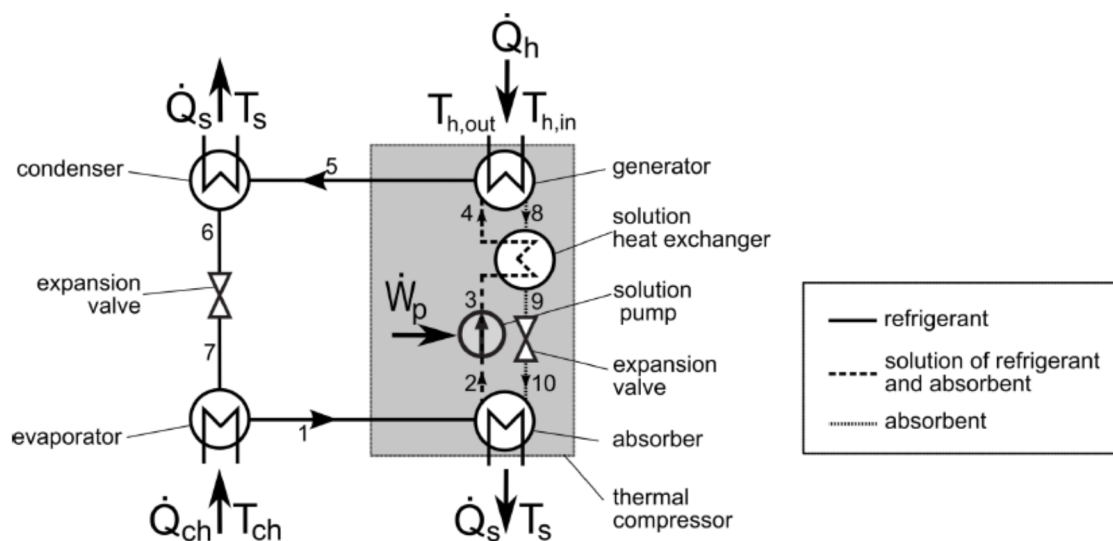 Q̇h
Q̇s Ts
Th,out Th,in
condenser
5
generator
4
8
6
solution
heat exchanger
expansion
valve
Ẇp
3
9
solution
pump
7
expansion
valve
2
10
evaporator
1
absorber
Q̇ch Tch
Q̇s Ts
thermal
compressor
refrigerant
solution of refrigerant
and absorbent
absorbent